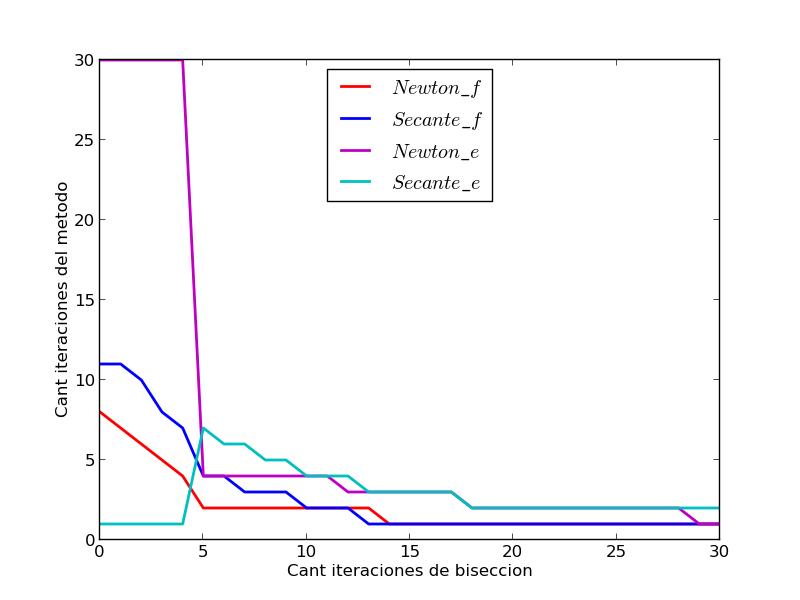 30
25
20
15
10
5
0
Cant iteraciones del metodo
Newton_f
Secante_f
Newton_e
Secante_e
0 5 10 15 20 25 30
Cant iteraciones de biseccion